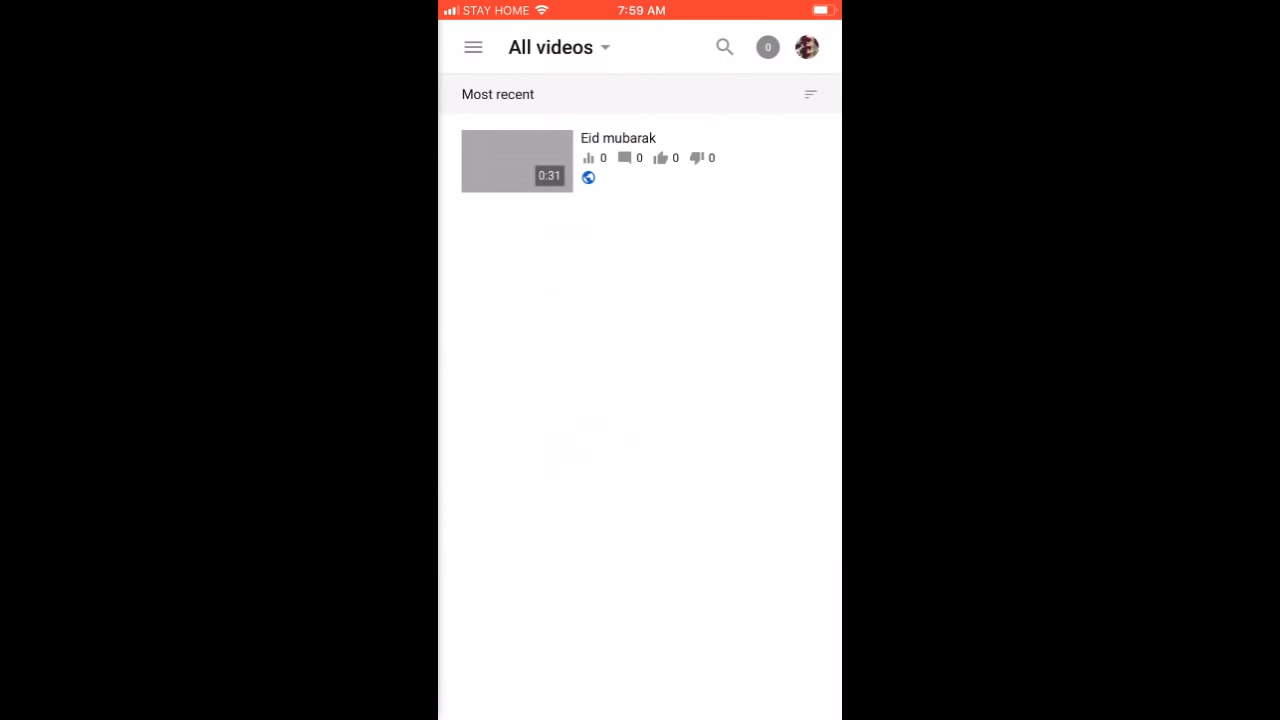 STAY HOME 7:59 AM
All videos 0
Most recent
Eid mubarak
0:31 0 0 0 0